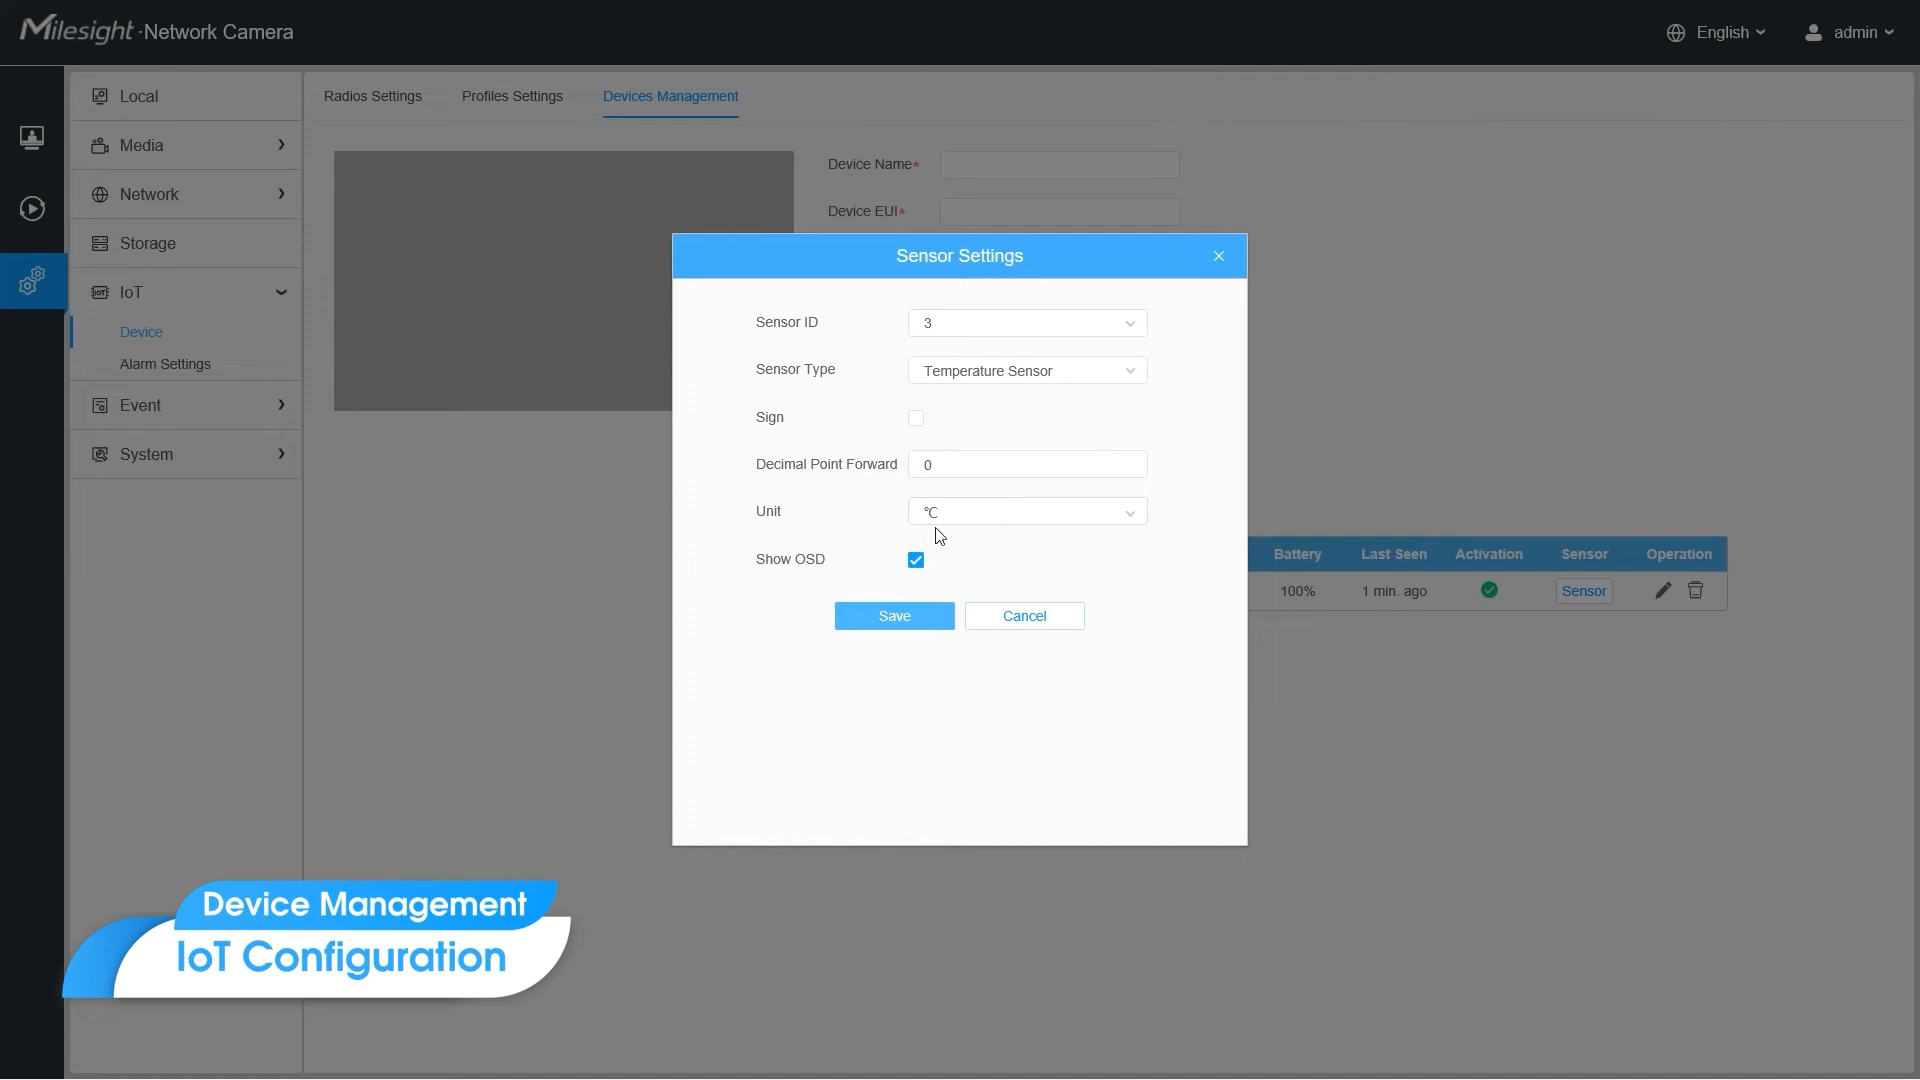 Milesight · Network Camera
English
admin
Local
Media
Network
Storage
IoT
Device
Alarm Settings
Event
System
Radios Settings
Profiles Settings
Devices Management
Device Name*
Device EUI*
Sensor Settings
Sensor ID
3
Sensor Type
Temperature Sensor
Sign
Decimal Point Forward
0
Unit
℃
Show OSD
Save
Cancel
Battery
Last Seen
Activation
Sensor
Operation
100%
1 min. ago
Sensor
Device Management
IoT Configuration